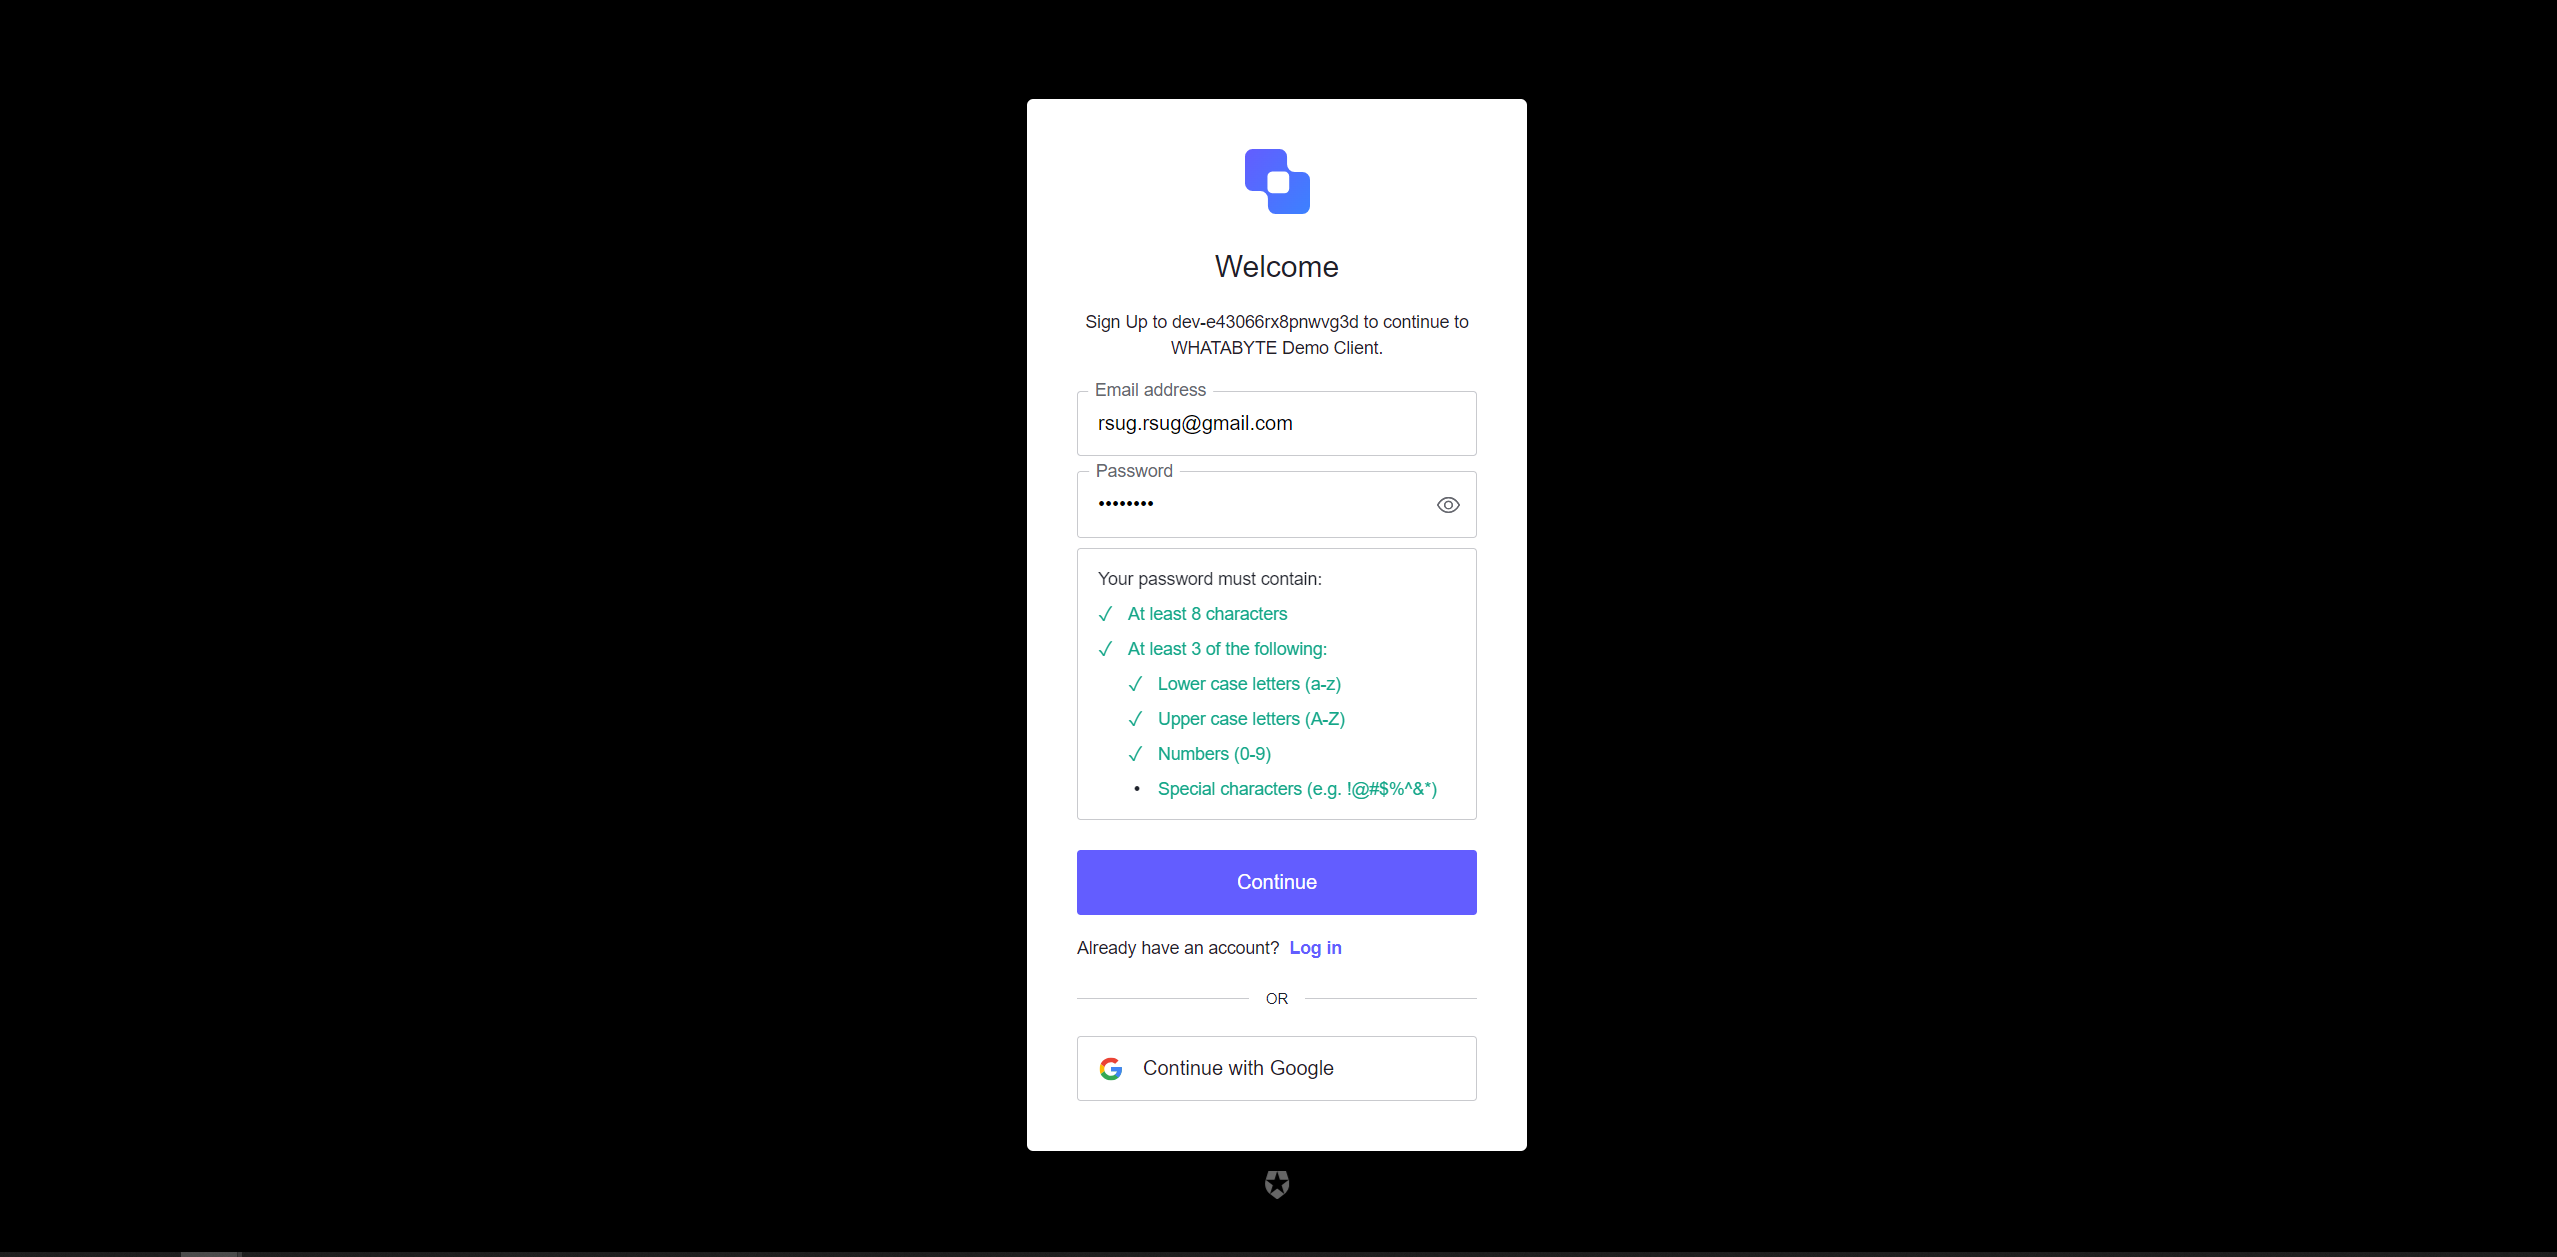 Welcome
Sign Up to dev-e43066rx8pnwvg3d to continue to
WHATABYTE Demo Client.
Email address
rsug.rsug@gmail.com
Password
••••••••
Your password must contain:
At least 8 characters
At least 3 of the following:
Lower case letters (a-z)
Upper case letters (A-Z)
Numbers (0-9)
• Special characters (e.g. !@#$%^&*)
Continue
Already have an account? Log in
OR
Continue with Google